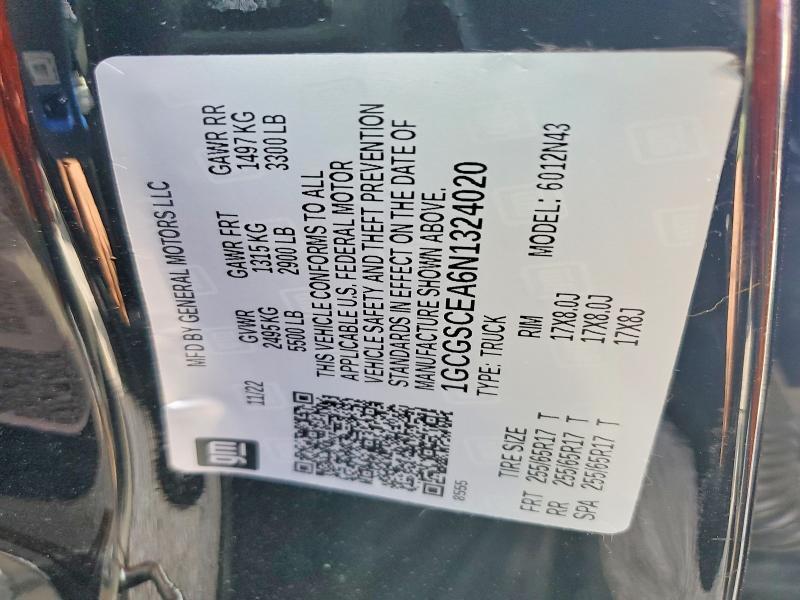 gm
MFD BY GENERAL MOTORS LLC
11/22
GVWR GAWR FRT GAWR RR
2495 KG 1315 KG 1497 KG
5500 LB 2900 LB 3300 LB
THIS VEHICLE CONFORMS TO ALL
APPLICABLE U.S. FEDERAL MOTOR
VEHICLE SAFETY AND THEFT PREVENTION
STANDARDS IN EFFECT ON THE DATE OF
MANUFACTURE SHOWN ABOVE.
1GCGSCEA6N1324020
8555
TYPE: TRUCK
MODEL: 6012N43
TIRE SIZE RIM
FRT 255/65R17 T 17X8.0J
RR 255/65R17 T 17X8.0J
SPA 255/65R17 T 17X8J